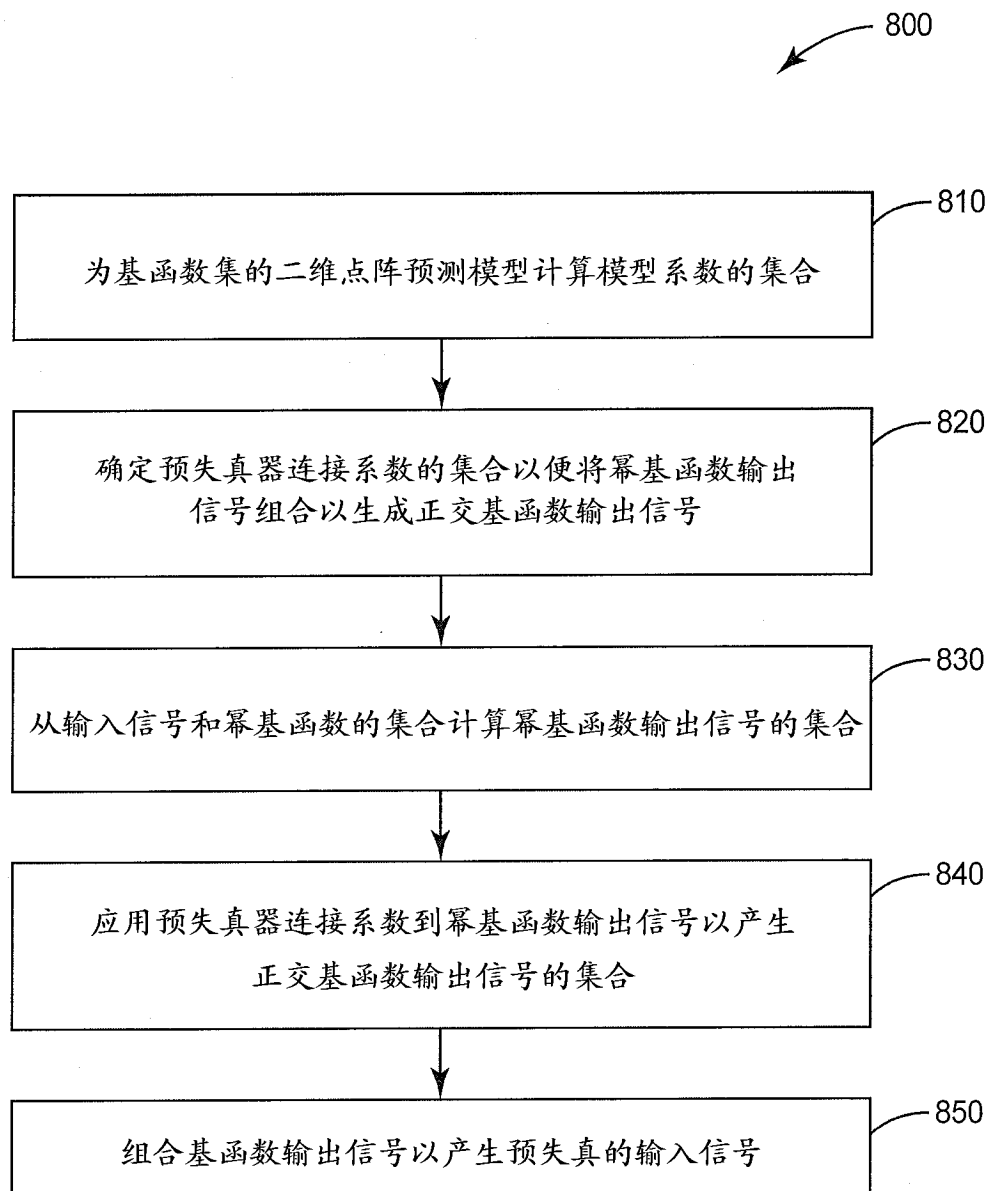 800
810
为基函数集的二维点阵预测模型计算模型系数的集合
820
确定预失真器连接系数的集合以便将幂基函数输出
信号组合以生成正交基函数输出信号
830
从输入信号和幂基函数的集合计算幂基函数输出信号的集合
840
应用预失真器连接系数到幂基函数输出信号以产生
正交基函数输出信号的集合
850
组合基函数输出信号以产生预失真的输入信号